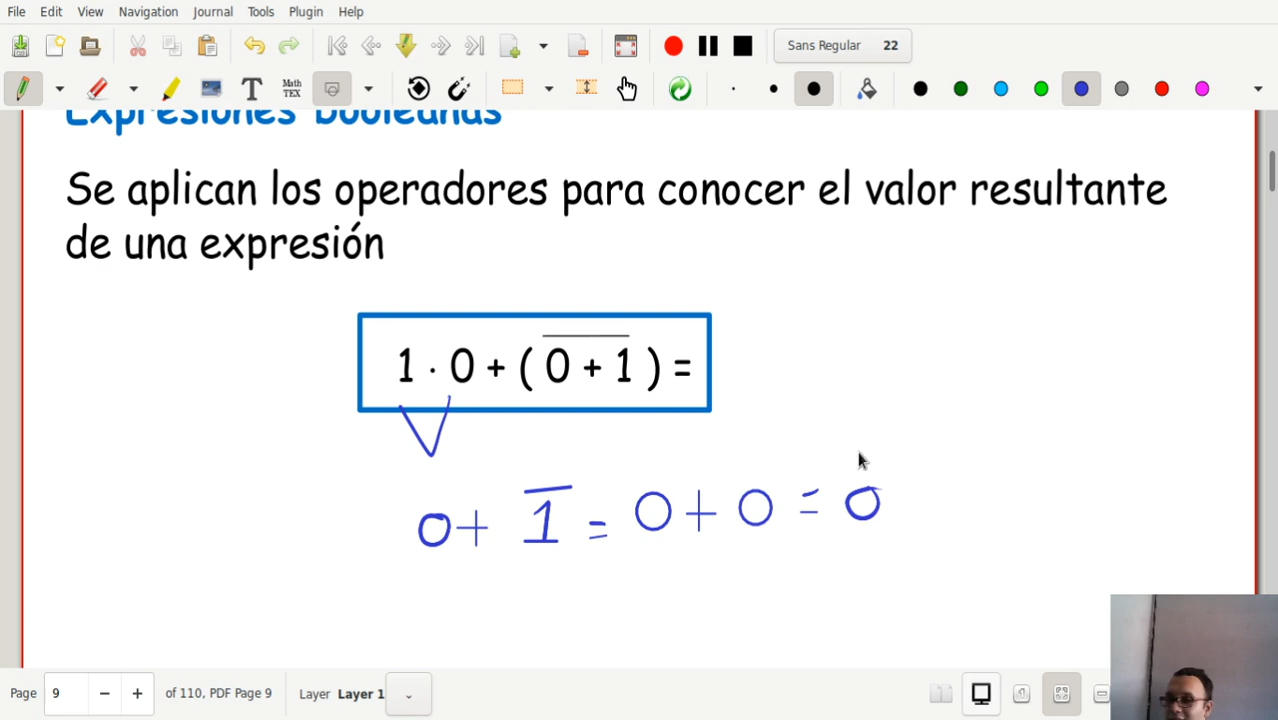 File Edit View Navigation Journal Tools Plugin Help
Sans Regular 22
T Math TEX
Expresiones booleanas
Se aplican los operadores para conocer el valor resultante
de una expresión
1 · 0 + ( 0 + 1 ) =
0 + 1 = 0 + 0 = 0
Page 9 − + of 110, PDF Page 9 Layer Layer 1